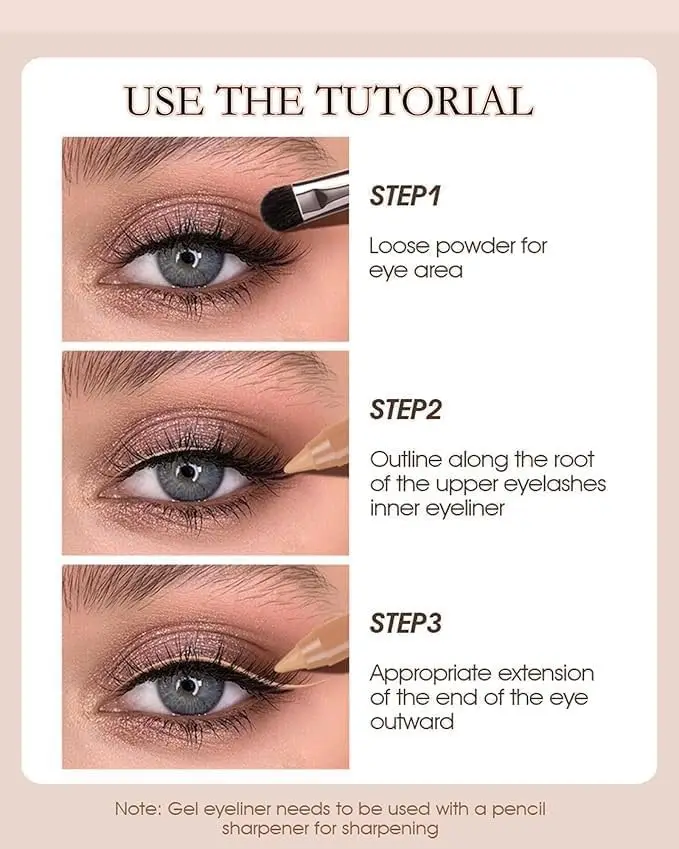 USE THE TUTORIAL
STEP1
Loose powder for
eye area
STEP2
Outline along the root
of the upper eyelashes
inner eyeliner
STEP3
Appropriate extension
of the end of the eye
outward
Note: Gel eyeliner needs to be used with a pencil
sharpener for sharpening